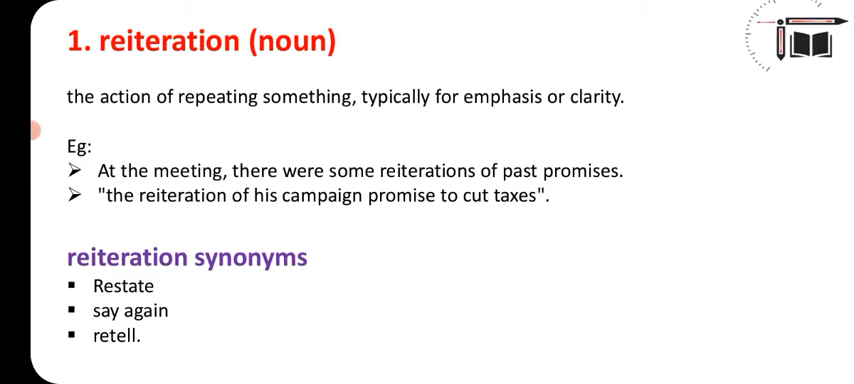 1. reiteration (noun)
the action of repeating something, typically for emphasis or clarity.
Eg:
➢ At the meeting, there were some reiterations of past promises.
➢ "the reiteration of his campaign promise to cut taxes".
reiteration synonyms
▪ Restate
▪ say again
▪ retell.